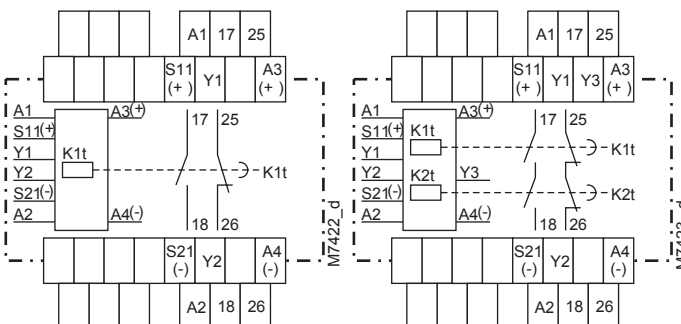 A1 17 25
S11 (+) Y1 A3 (+)
A1 A3(+)
S11(+)
Y1 K1t
Y2
S21(-)
A2 A4(-)
17 25
K1t
18 26
S21 (-) Y2 A4 (-)
A2 18 26
M7422_d
A1 17 25
S11 (+) Y1 Y3 A3 (+)
A1 A3(+)
S11(+) K1t
Y1
Y2 K2t Y3
S21(-)
A2 A4(-)
17 25
K1t
K2t
18 26
S21 (-) Y2 A4 (-)
A2 18 26
M7423_d